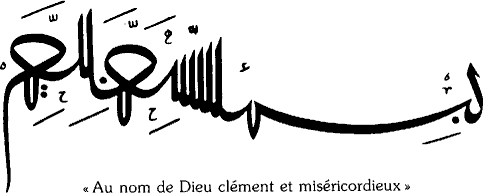 بسم الله الرحمن الرحيم
« Au nom de Dieu clément et miséricordieux »